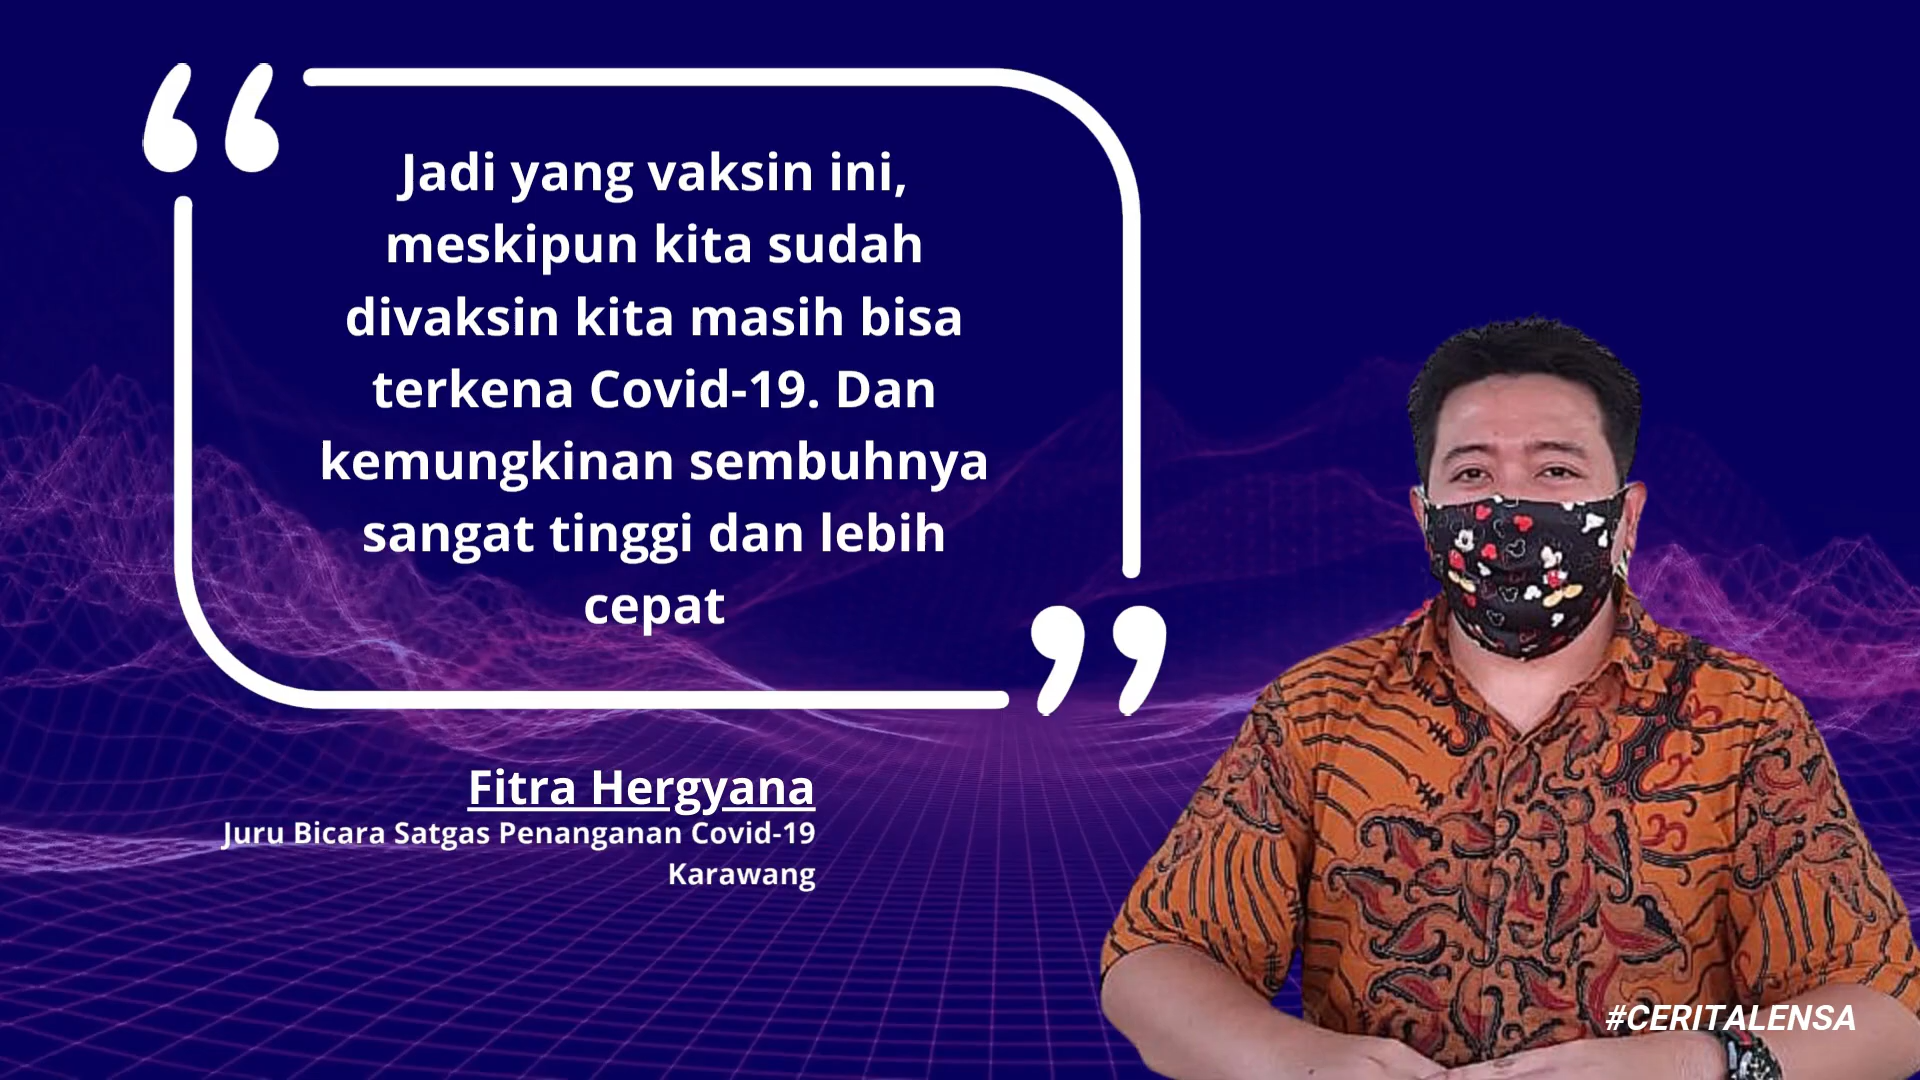 Jadi yang vaksin ini,
meskipun kita sudah
divaksin kita masih bisa
terkena Covid-19. Dan
kemungkinan sembuhnya
sangat tinggi dan lebih
cepat
Fitra Hergyana
Juru Bicara Satgas Penanganan Covid-19
Karawang
#CERITALENSA